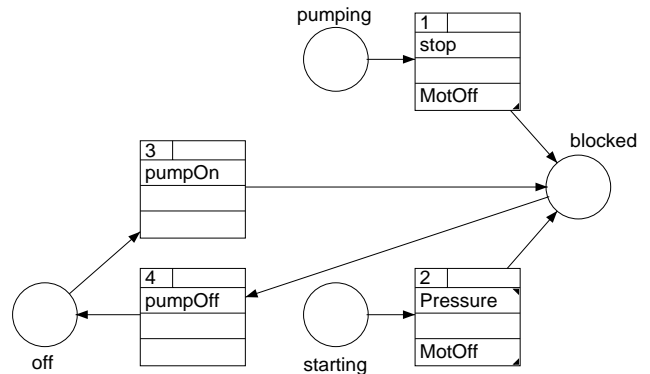 pumping
1
stop
MotOff
blocked
3
pumpOn
4
pumpOff
2
Pressure
MotOff
off
starting